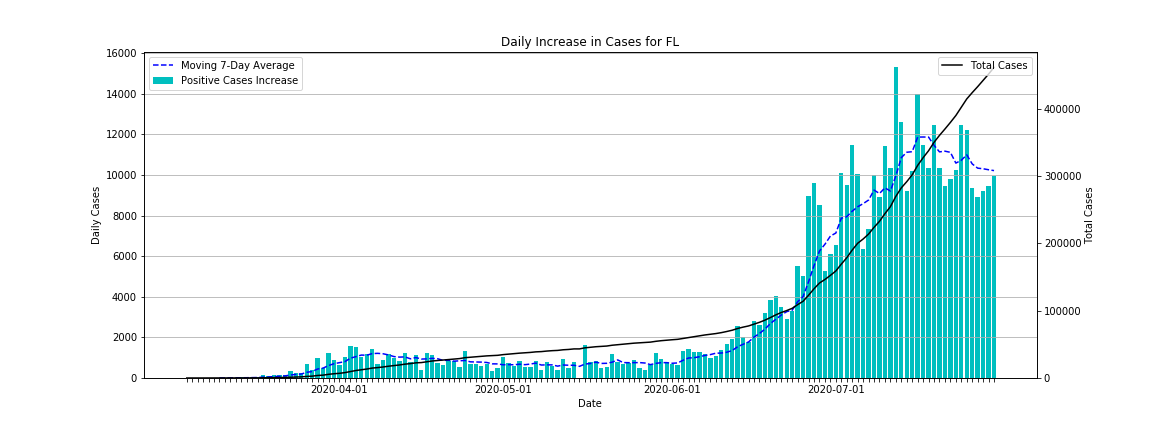 Daily Increase in Cases for FL
Moving 7-Day Average
Positive Cases Increase
Total Cases
16000
14000
12000
10000
8000
6000
4000
2000
0
Daily Cases
400000
300000
200000
100000
0
Total Cases
2020-04-01
2020-05-01
2020-06-01
2020-07-01
Date